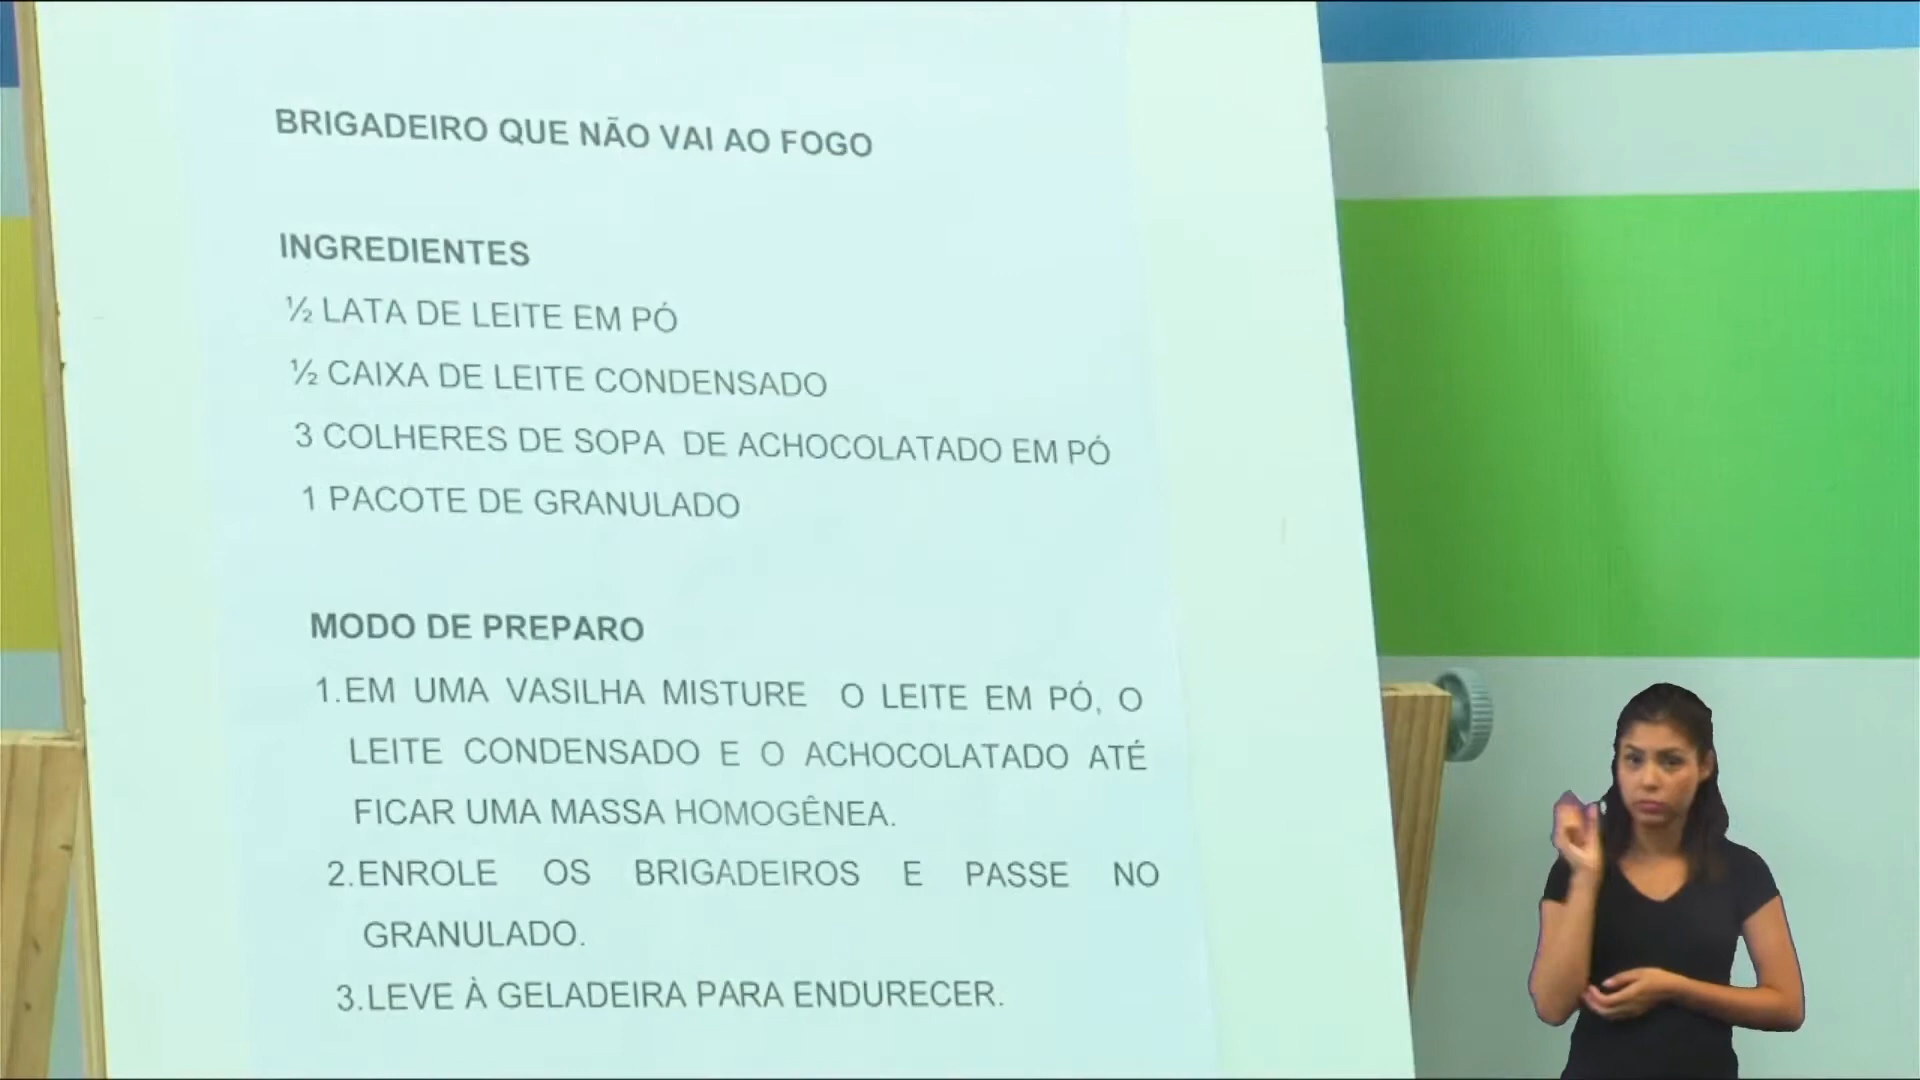 BRIGADEIRO QUE NÃO VAI AO FOGO
INGREDIENTES
½ LATA DE LEITE EM PÓ
½ CAIXA DE LEITE CONDENSADO
3 COLHERES DE SOPA DE ACHOCOLATADO EM PÓ
1 PACOTE DE GRANULADO
MODO DE PREPARO
1.EM UMA VASILHA MISTURE O LEITE EM PÓ, O
LEITE CONDENSADO E O ACHOCOLATADO ATÉ
FICAR UMA MASSA HOMOGÊNEA.
2.ENROLE OS BRIGADEIROS E PASSE NO
GRANULADO.
3.LEVE À GELADEIRA PARA ENDURECER.